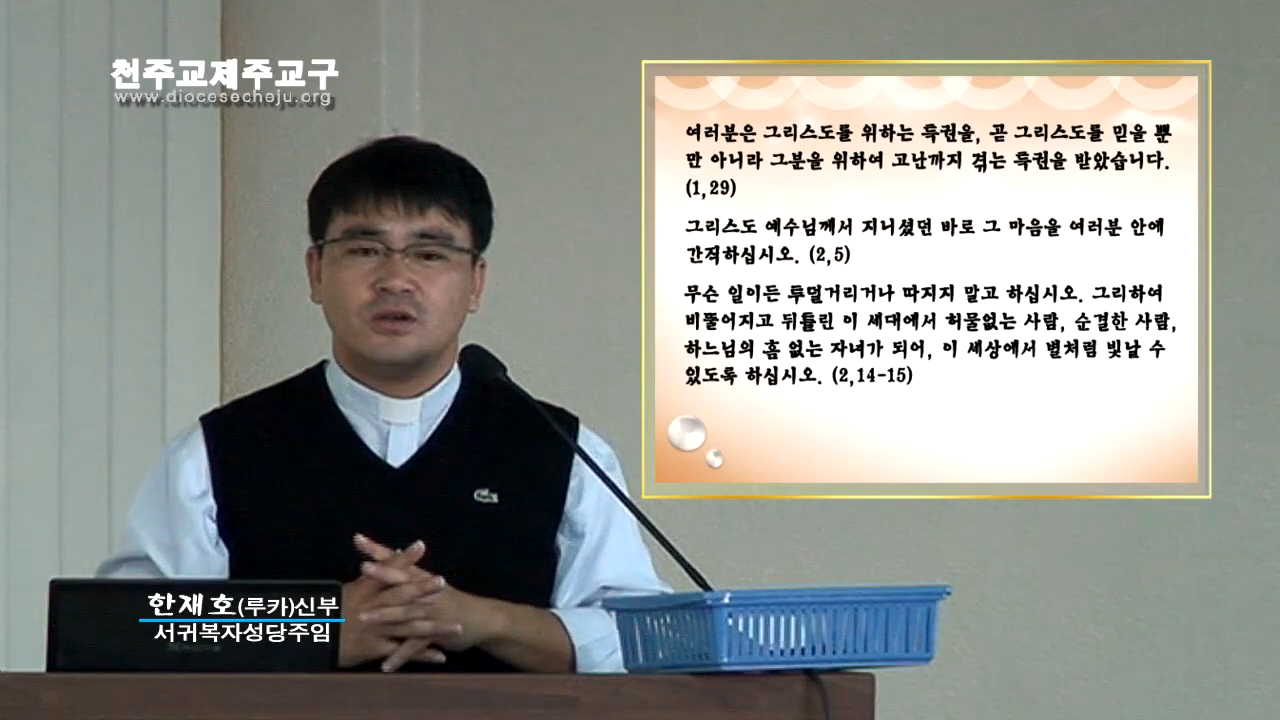 천주교제주교구
www.diocesecheju.org
여러분은 그리스도를 위하는 특권을, 곧 그리스도를 믿을 뿐
만 아니라 그분을 위하여 고난까지 겪는 특권을 받았습니다.
(1,29)
그리스도 예수님께서 지니셨던 바로 그 마음을 여러분 안에
간직하십시오. (2,5)
무슨 일이든 투덜거리거나 따지지 말고 하십시오. 그리하여
비뚤어지고 뒤틀린 이 세대에서 허물없는 사람, 순결한 사람,
하느님의 흠 없는 자녀가 되어, 이 세상에서 별처럼 빛날 수
있도록 하십시오. (2,14-15)
한재호(루카)신부
서귀복자성당주임